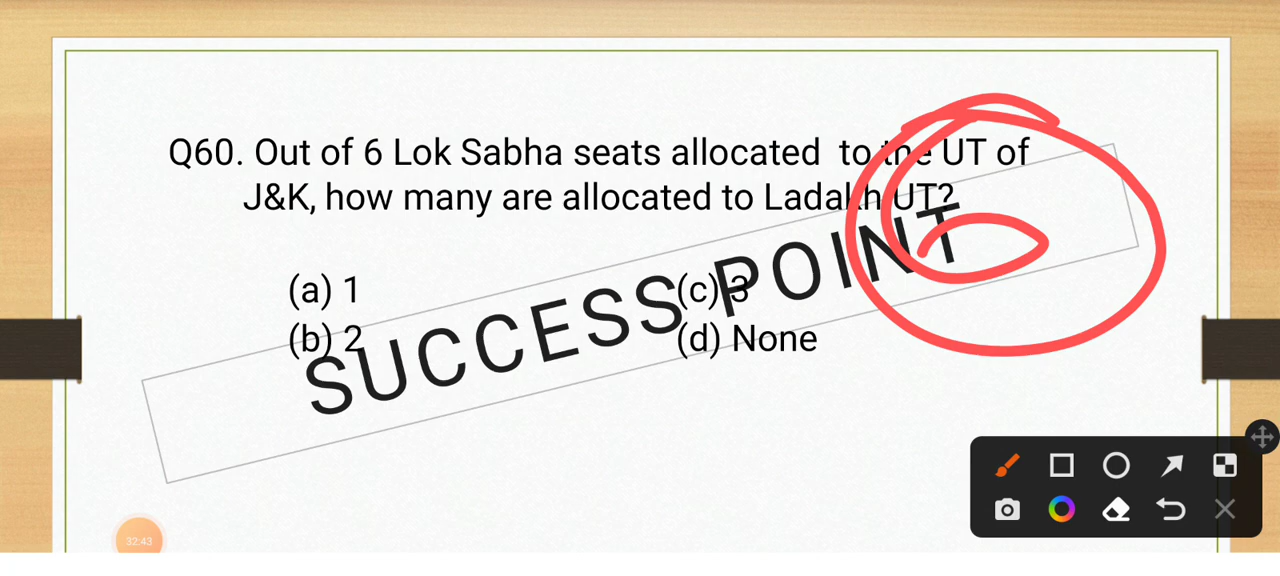 Q60. Out of 6 Lok Sabha seats allocated to the UT of
J&K, how many are allocated to Ladakh UT?
(a) 1
(c) 3
(b) 2
(d) None
SUCCESS POINT
32:43